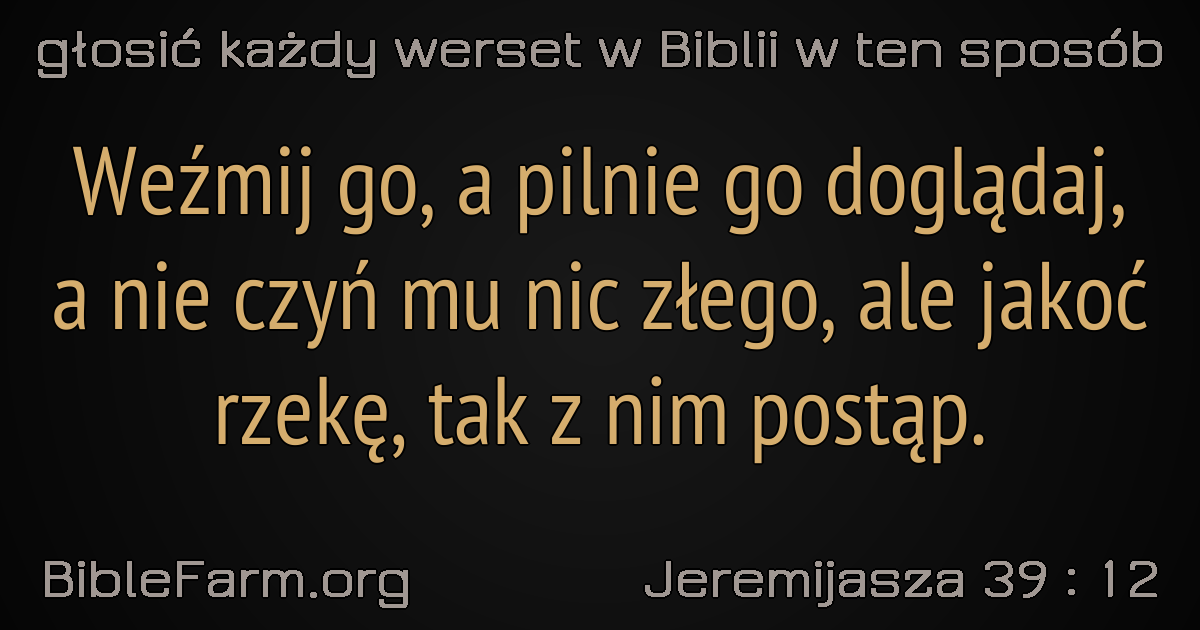 głosić każdy werset w Biblii w ten sposób
Weźmij go, a pilnie go doglądaj,
a nie czyń mu nic złego, ale jakoć
rzekę, tak z nim postąp.
BibleFarm.org
Jeremijasza 39 : 12